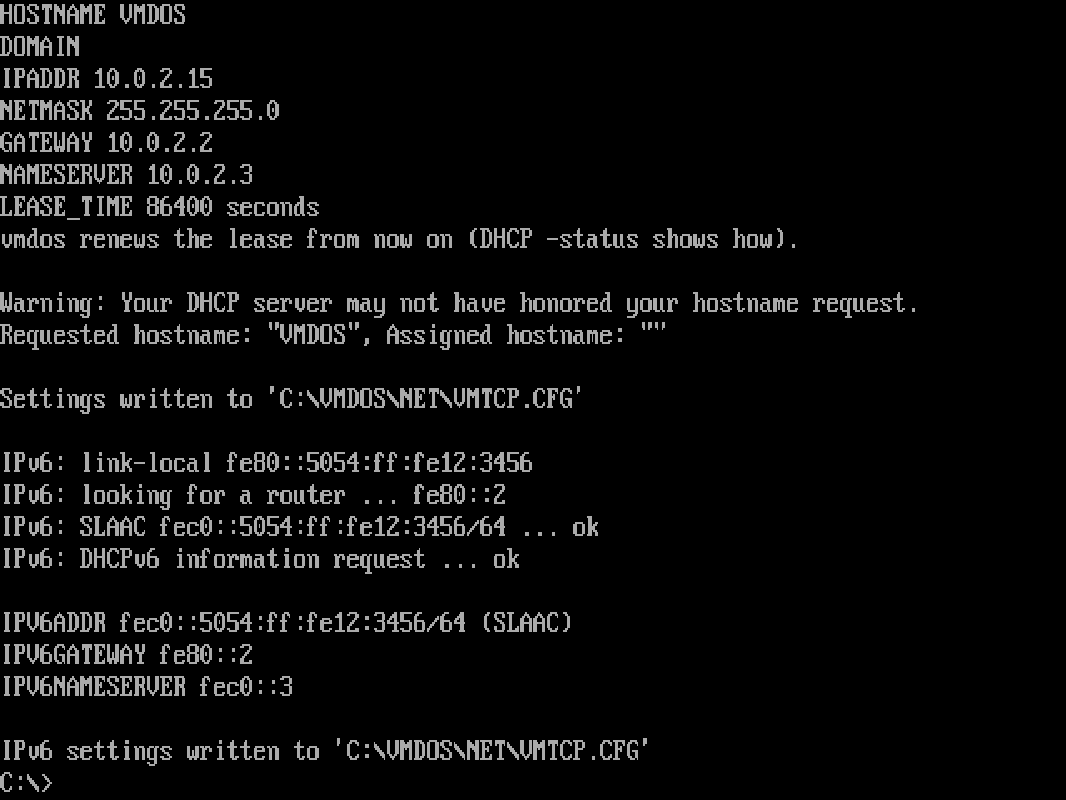 HOSTNAME VMDOS
DOMAIN
IPADDR 10.0.2.15
NETMASK 255.255.255.0
GATEWAY 10.0.2.2
NAMESERVER 10.0.2.3
LEASE_TIME 86400 seconds
vmdos renews the lease from now on (DHCP -status shows how).
Warning: Your DHCP server may not have honored your hostname request.
Requested hostname: "VMDOS", Assigned hostname: ""
Settings written to 'C:\VMDOS\NET\VMTCP.CFG'
IPv6: link-local fe80::5054:ff:fe12:3456
IPv6: looking for a router ... fe80::2
IPv6: SLAAC fec0::5054:ff:fe12:3456/64 ... ok
IPv6: DHCPv6 information request ... ok
IPV6ADDR fec0::5054:ff:fe12:3456/64 (SLAAC)
IPV6GATEWAY fe80::2
IPV6NAMESERVER fec0::3
IPv6 settings written to 'C:\VMDOS\NET\VMTCP.CFG'
C:\>